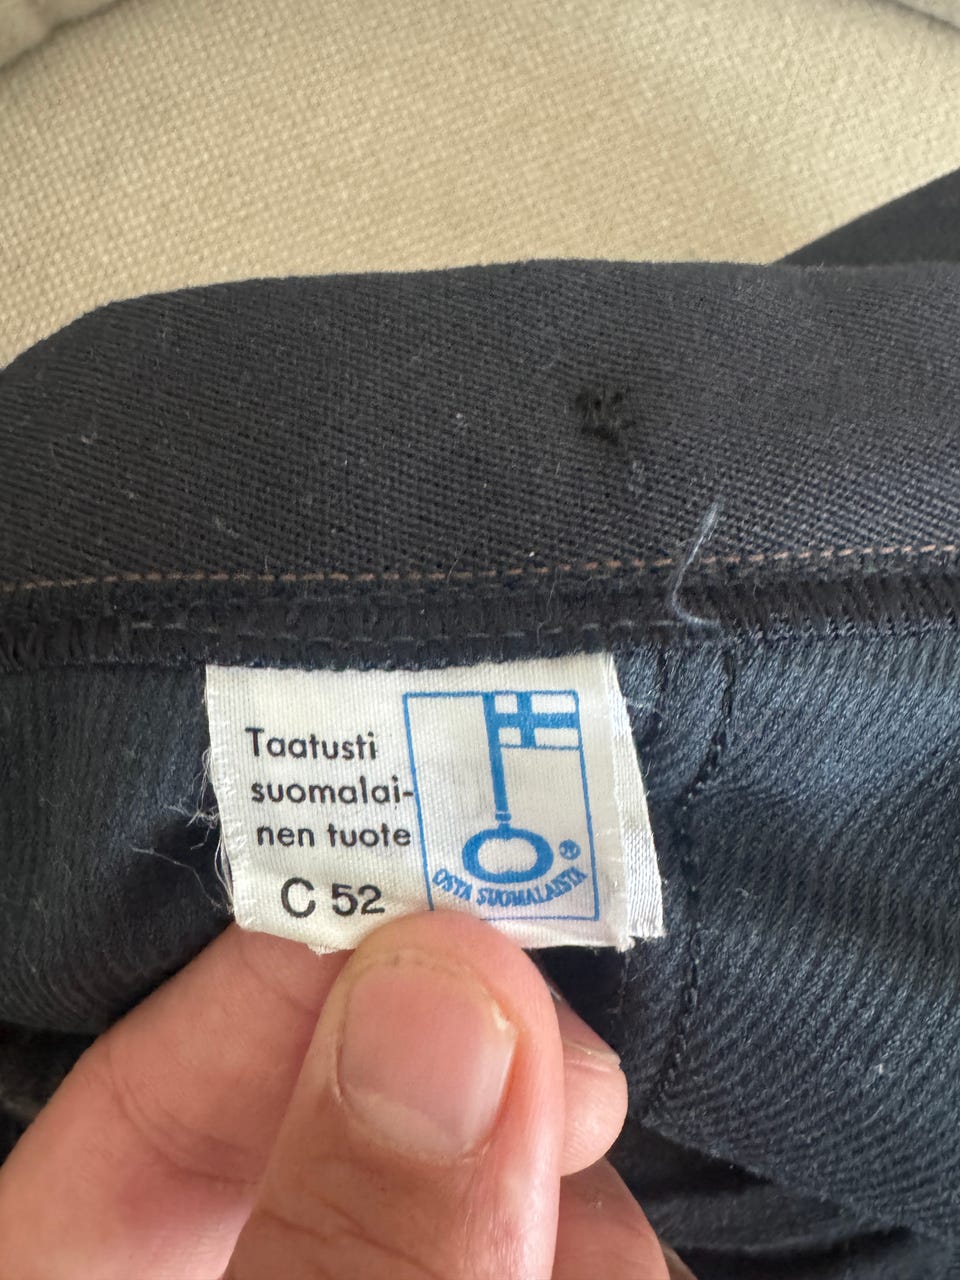 Taatusti
suomalai-
nen tuote
C 52
OSTA SUOMALAISTA